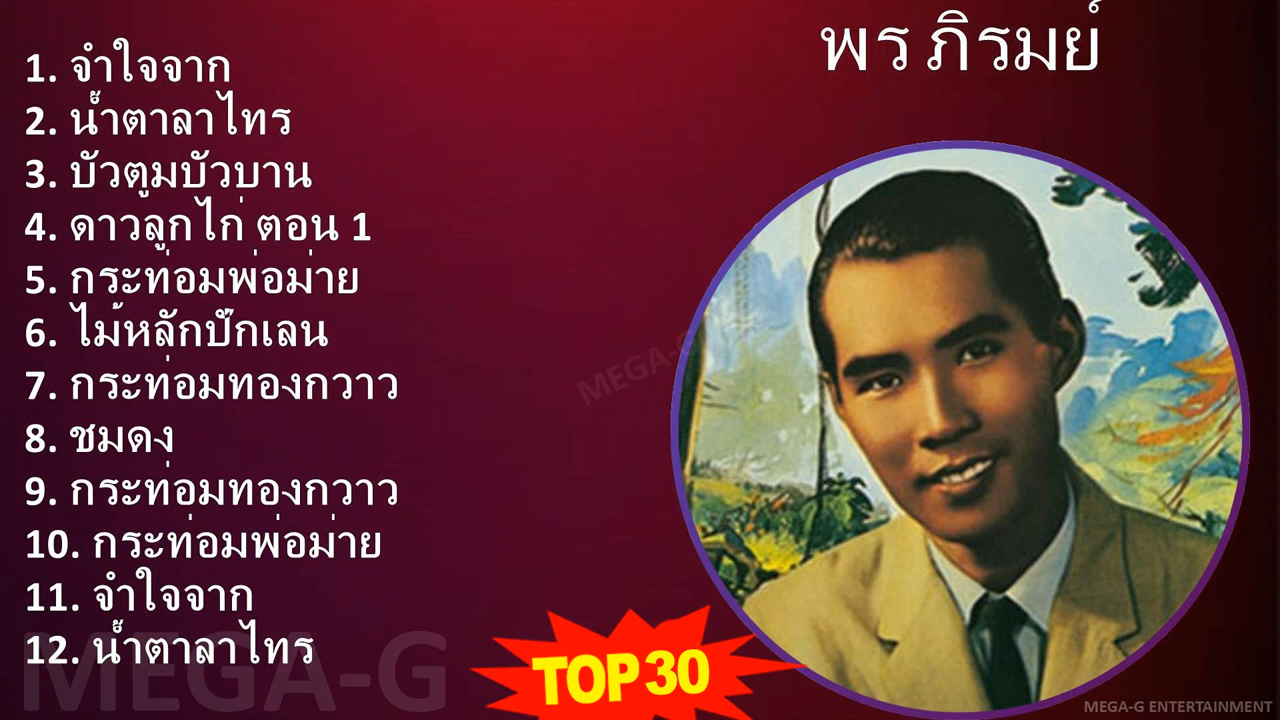 พร ภิรมย์
1. จำใจจาก
2. น้ำตาลาไทร
3. บัวตูมบัวบาน
4. ดาวลูกไก่ ตอน 1
5. กระท่อมพ่อม่าย
6. ไม้หลักปักเลน
7. กระท่อมทองกวาว
8. ชมดง
9. กระท่อมทองกวาว
10. กระท่อมพ่อม่าย
11. จำใจจาก
12. น้ำตาลาไทร
TOP 30
MEGA-G
MEGA-G
MEGA-G ENTERTAINMENT